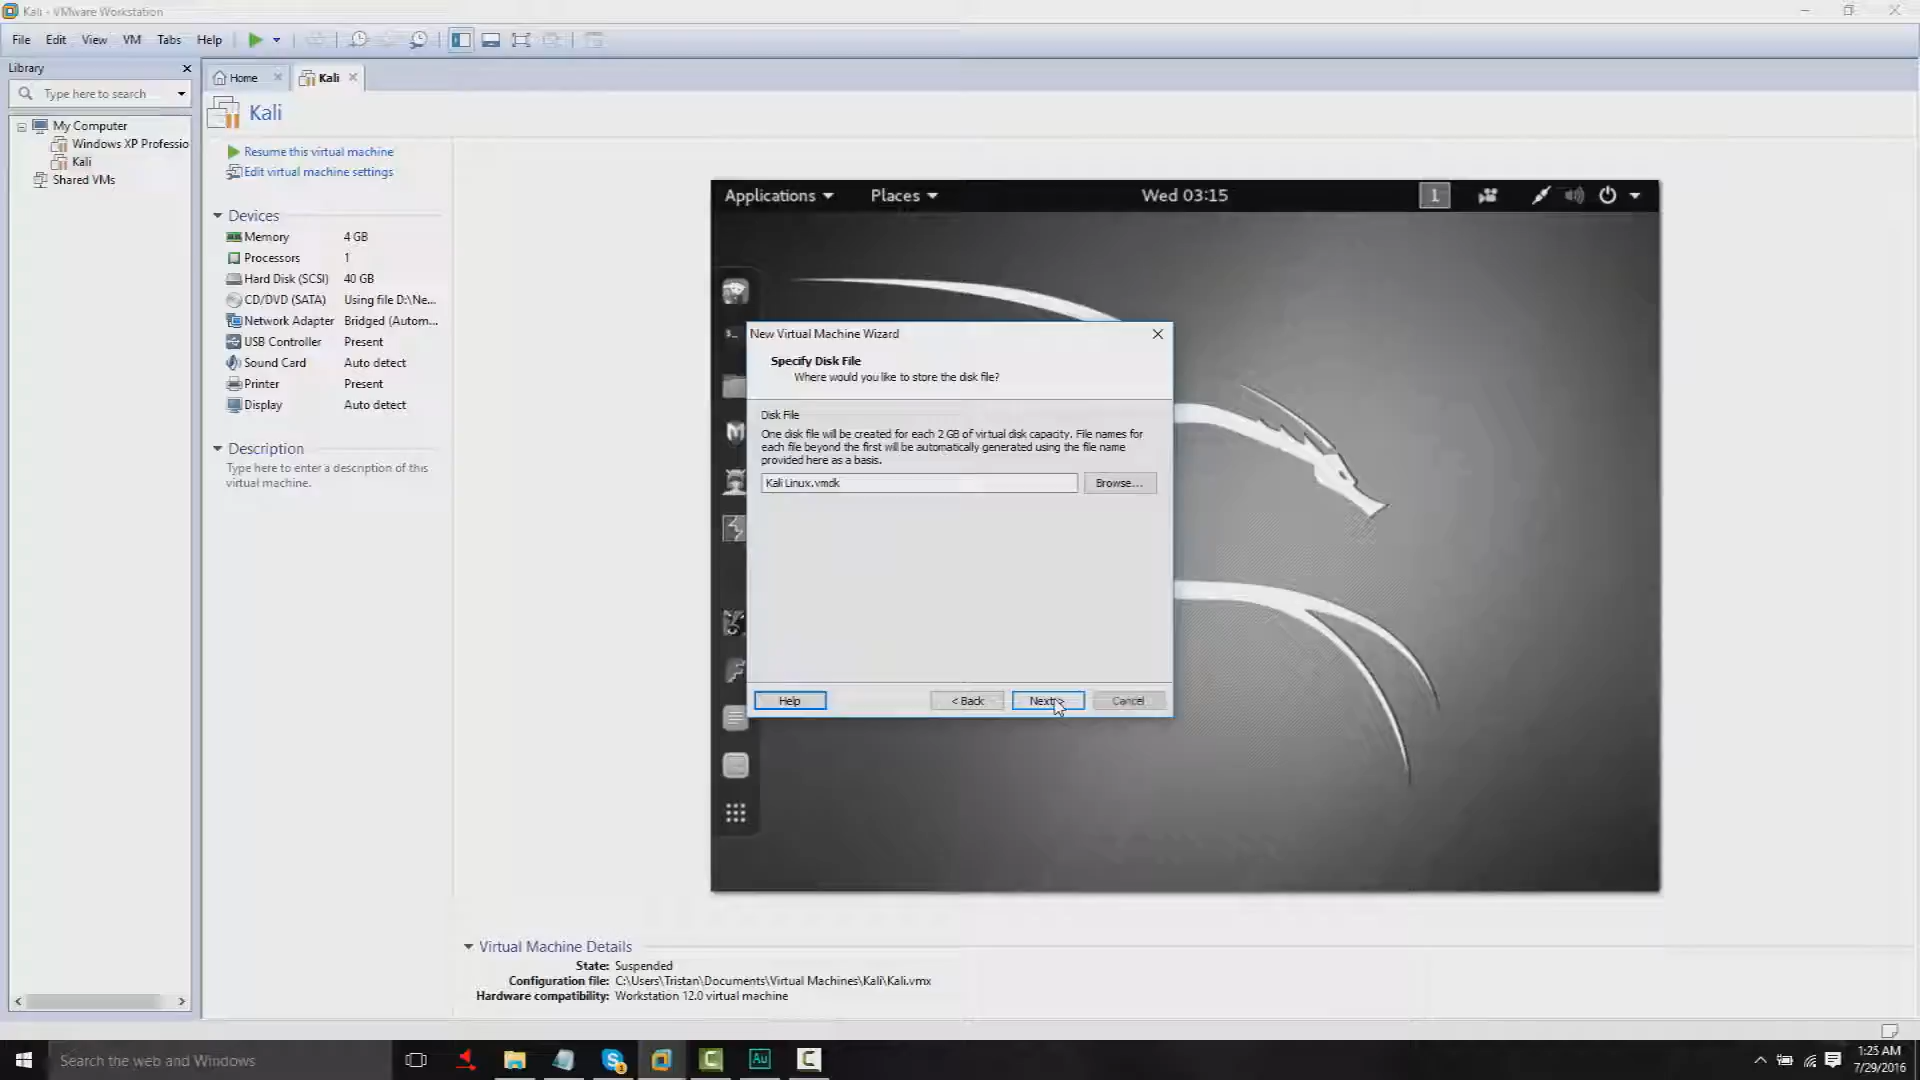 Kali - VMware Workstation
File Edit View VM Tabs Help
Library
Type here to search
My Computer
Windows XP Professio
Kali
Shared VMs
Home
Kali
Kali
Resume this virtual machine
Edit virtual machine settings
Devices
Memory 4 GB
Processors 1
Hard Disk (SCSI) 40 GB
CD/DVD (SATA) Using file D:\Ne...
Network Adapter Bridged (Autom...
USB Controller Present
Sound Card Auto detect
Printer Present
Display Auto detect
Description
Type here to enter a description of this
virtual machine.
Applications Places Wed 03:15 1
New Virtual Machine Wizard
Specify Disk File
Where would you like to store the disk file?
Disk File
One disk file will be created for each 2 GB of virtual disk capacity. File names for
each file beyond the first will be automatically generated using the file name
provided here as a basis.
Kali Linux.vmdk
Browse...
Help < Back Next > Cancel
Virtual Machine Details
State: Suspended
Configuration file: C:\Users\Tristan\Documents\Virtual Machines\Kali\Kali.vmx
Hardware compatibility: Workstation 12.0 virtual machine
Search the web and Windows
Au
1:25 AM
7/29/2016